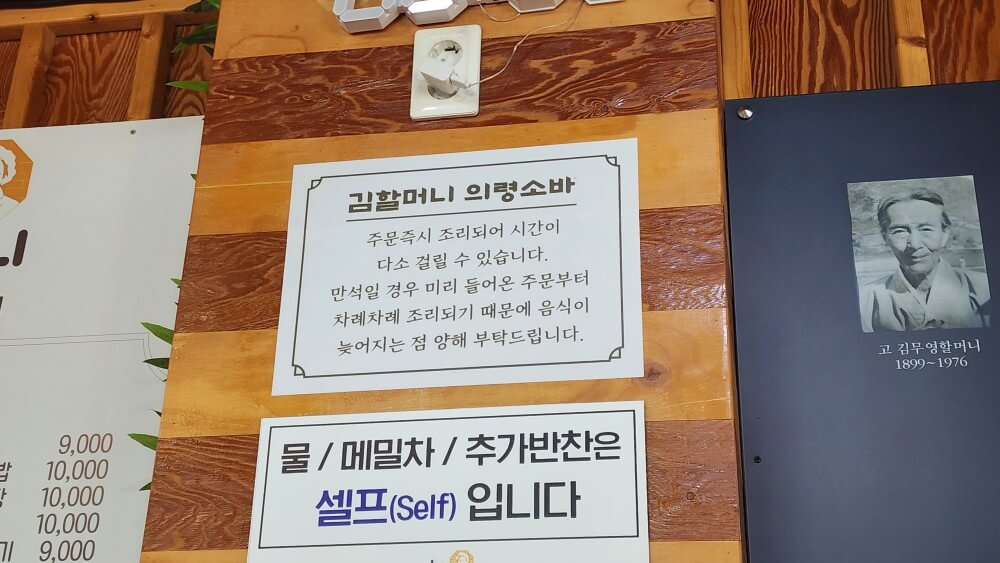 김할머니 의령소바
주문즉시 조리되어 시간이
다소 걸릴 수 있습니다.
만석일 경우 미리 들어온 주문부터
차례차례 조리되기 때문에 음식이
늦어지는 점 양해 부탁드립니다.
물 / 메밀차 / 추가반찬은
셀프(Self) 입니다
고 김무영할머니
1899~1976
니
9,000
밥 10,000
장 10,000
10,000
기 9,000